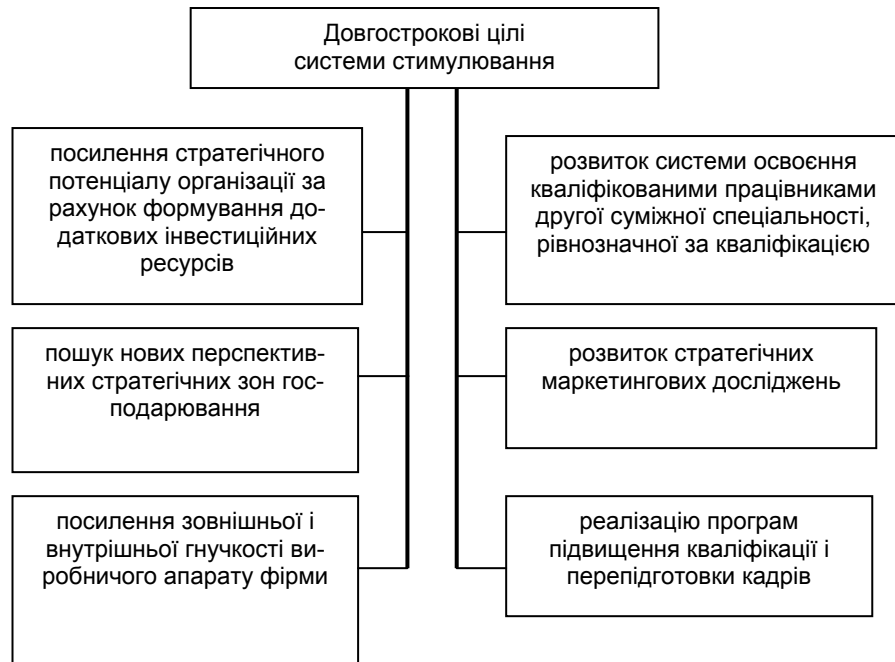 Довгострокові цілі
системи стимулювання
посилення стратегічного
потенціалу організації за
рахунок формування до-
даткових інвестиційних
ресурсів
розвиток системи освоєння
кваліфікованими працівниками
другої суміжної спеціальності,
рівнозначної за кваліфікацією
пошук нових перспектив-
них стратегічних зон гос-
подарювання
розвиток стратегічних
маркетингових досліджень
посилення зовнішньої і
внутрішньої гнучкості ви-
робничого апарату фірми
реалізацію програм
підвищення кваліфікації і
перепідготовки кадрів